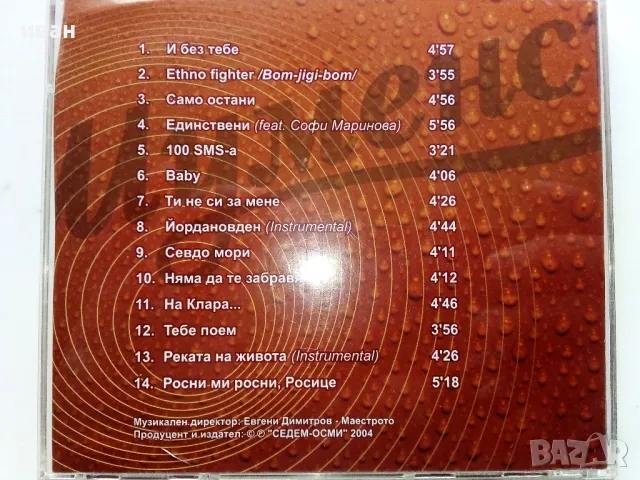 иван
Ку-Ку Менс
1. И без тебе 4'57
2. Ethno fighter /Bom-jigi-bom/ 3'55
3. Само остани 4'56
4. Единствени (feat. Софи Маринова) 5'56
5. 100 SMS-а 3'21
6. Baby 4'06
7. Ти не си за мене 4'26
8. Йордановден (Instrumental) 4'44
9. Севдо мори 4'11
10. Няма да те забравя 4'12
11. На Клара... 4'46
12. Тебе поем 3'56
13. Реката на живота (Instrumental) 4'26
14. Росни ми росни, Росице 5'18
Музикален директор: Евгени Димитров - Маестрото
Продуцент и издател: © ℗ "СЕДЕМ-ОСМИ" 2004
BAZAR